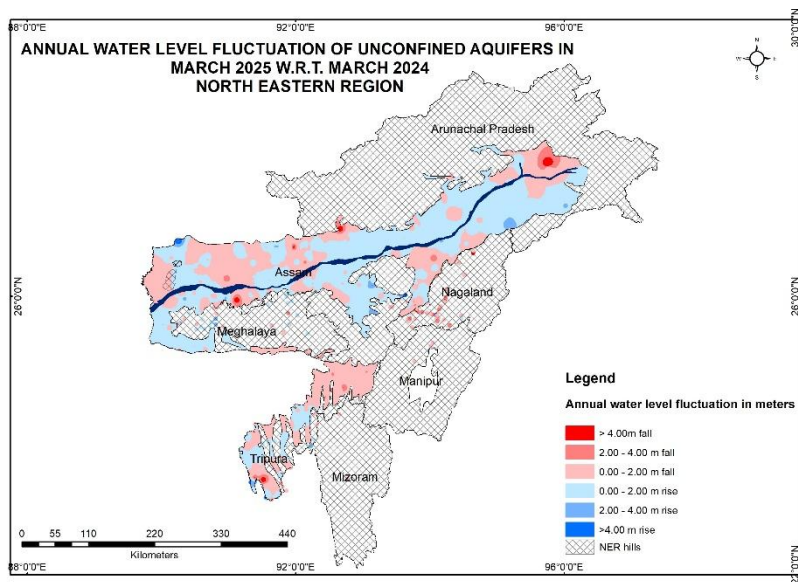 88°0'0"E
92°0'0"E
96°0'0"E
30°0'0"N
ANNUAL WATER LEVEL FLUCTUATION OF UNCONFINED AQUIFERS IN
MARCH 2025 W.R.T. MARCH 2024
NORTH EASTERN REGION
N
W
E
S
Arunachal Pradesh
Assam
Nagaland
26°0'0"N
26°0'0"N
Meghalaya
Manipur
Tripura
Mizoram
Legend
Annual water level fluctuation in meters
> 4.00m fall
2.00 - 4.00 m fall
0.00 - 2.00 m fall
0.00 - 2.00 m rise
2.00 - 4.00 m rise
>4.00 m rise
NER hills
0 55 110 220 330 440
Kilometers
88°0'0"E
92°0'0"E
96°0'0"E